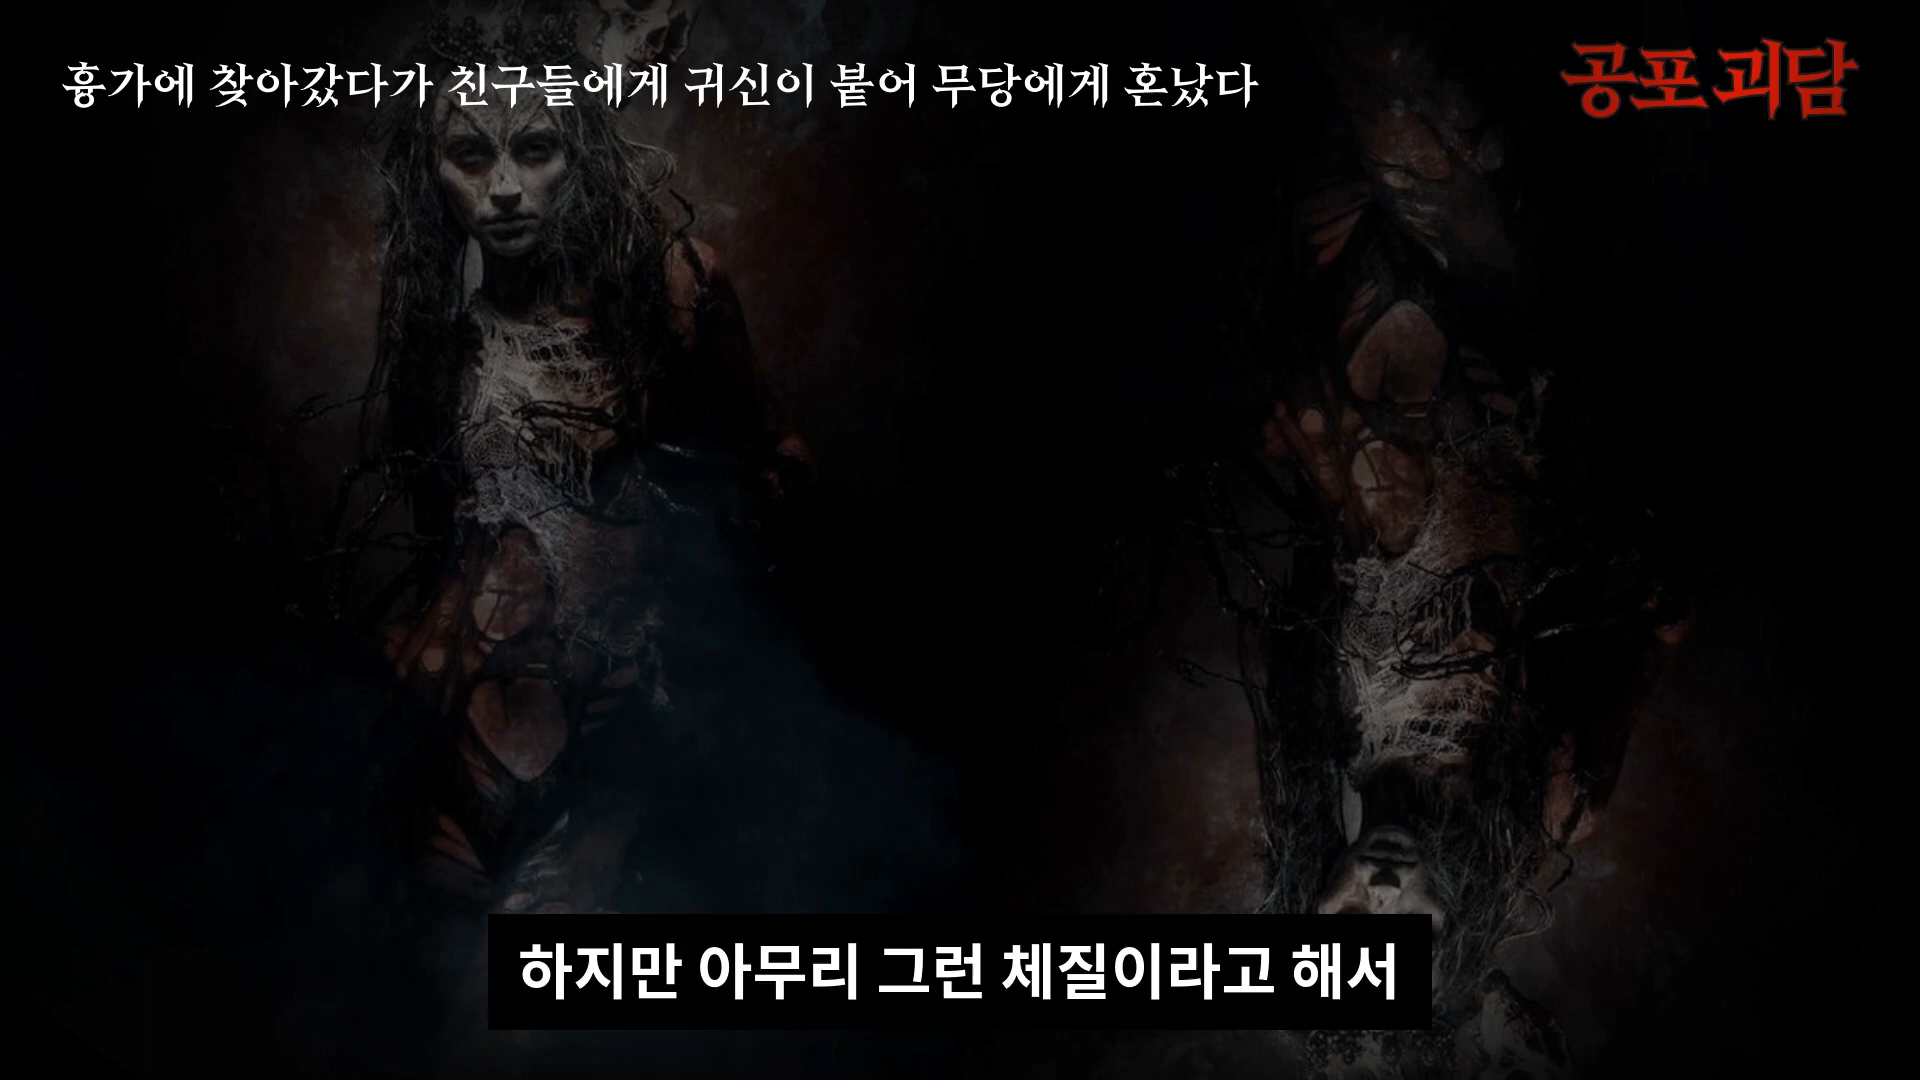 흉가에 찾아갔다가 친구들에게 귀신이 붙어 무당에게 혼났다
공포 괴담
하지만 아무리 그런 체질이라고 해서